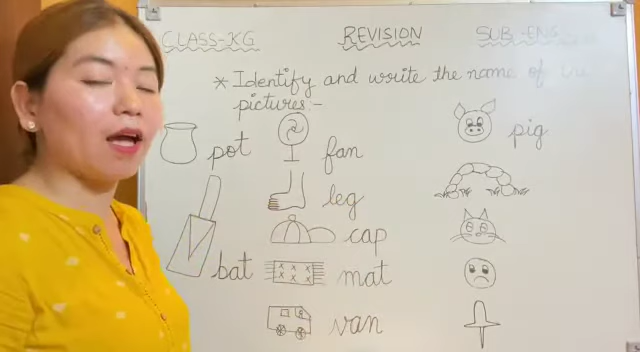 CLASS-KG
REVISION
SUB-ENG
* Identify and write the name of the
pictures:-
pot
fan
pig
leg
cap
bat
mat
van